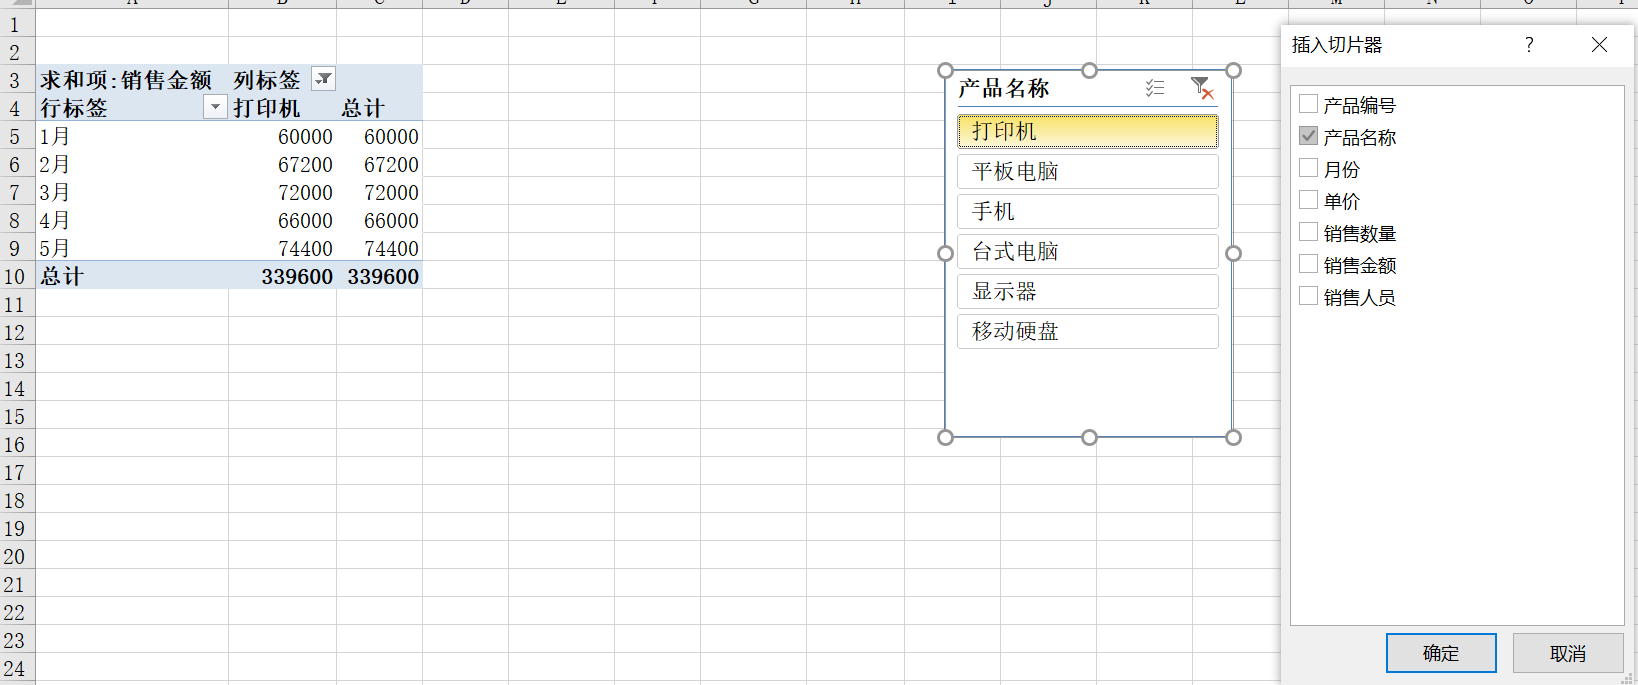 1
2
3 求和项:销售金额 列标签
4 行标签 打印机 总计
5 1月 60000 60000
6 2月 67200 67200
7 3月 72000 72000
8 4月 66000 66000
9 5月 74400 74400
10 总计 339600 339600
11
12
13
14
15
16
17
18
19
20
21
22
23
24
产品名称
打印机
平板电脑
手机
台式电脑
显示器
移动硬盘
插入切片器 ?
产品编号
产品名称
月份
单价
销售数量
销售金额
销售人员
确定 取消